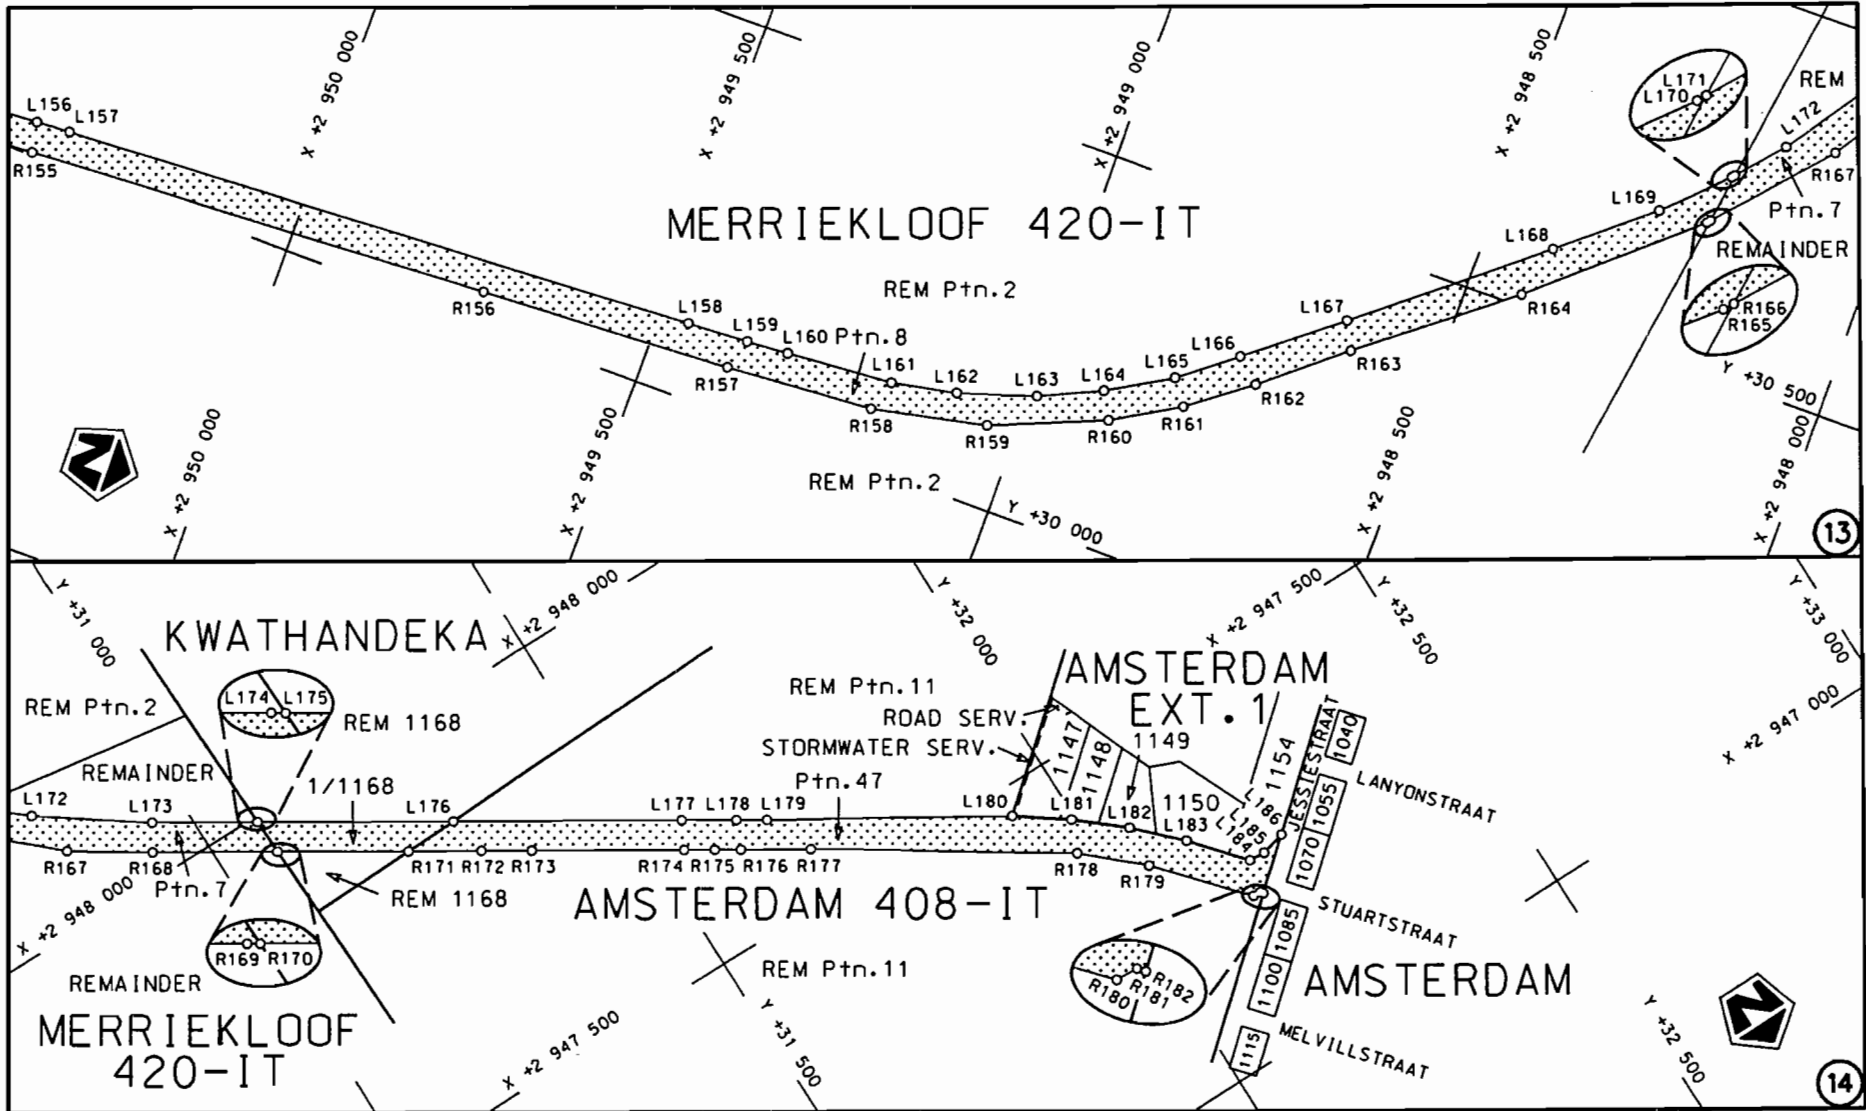 X +2 950 000
X +2 949 500
X +2 949 000
X +2 948 500
L171
L170
REM
L156
L157
L172
R155
R167
L169
Ptn.7
MERRIEKLOOF 420-IT
L168
REMAINDER
REM Ptn.2
R156
R164
R166
R165
L158
L167
L159
L160
Ptn.8
L166
L161
L165
R163
Y +30 500
R157
L162
L163
L164
R162
R158
R159
R160
R161
X +2 950 000
X +2 949 500
X +2 948 500
X +2 948 000
REM Ptn.2
Y +30 000
13
Y +31 000
X +2 948 000
Y +32 000
X +2 947 500
Y +32 500
Y +33 000
KWATHANDEKA
REM Ptn.11
AMSTERDAM
EXT.1
L174
L175
REM Ptn.2
REM 1168
ROAD SERV.
STORMWATER SERV.
1147
1148
1149
1154
JESSIESTRAAT
1040
X +2 947 000
REMAINDER
1/1168
Ptn.47
LANYONSTRAAT
1055
1070
L172
L173
L176
L177
L178
L179
L180
L181
L182
1150
L183
L184
L185
L186
R167
R168
Ptn.7
R171
R172
R173
R174
R175
R176
R177
R178
R179
X +2 948 000
REM 1168
AMSTERDAM 408-IT
STUARTSTRAAT
1085
1100
R169
R170
REM Ptn.11
R180
R181
R182
AMSTERDAM
REMAINDER
MERRIEKLOOF
420-IT
X +2 947 500
Y +31 500
MELVILLSTRAAT
1115
Y +32 500
14